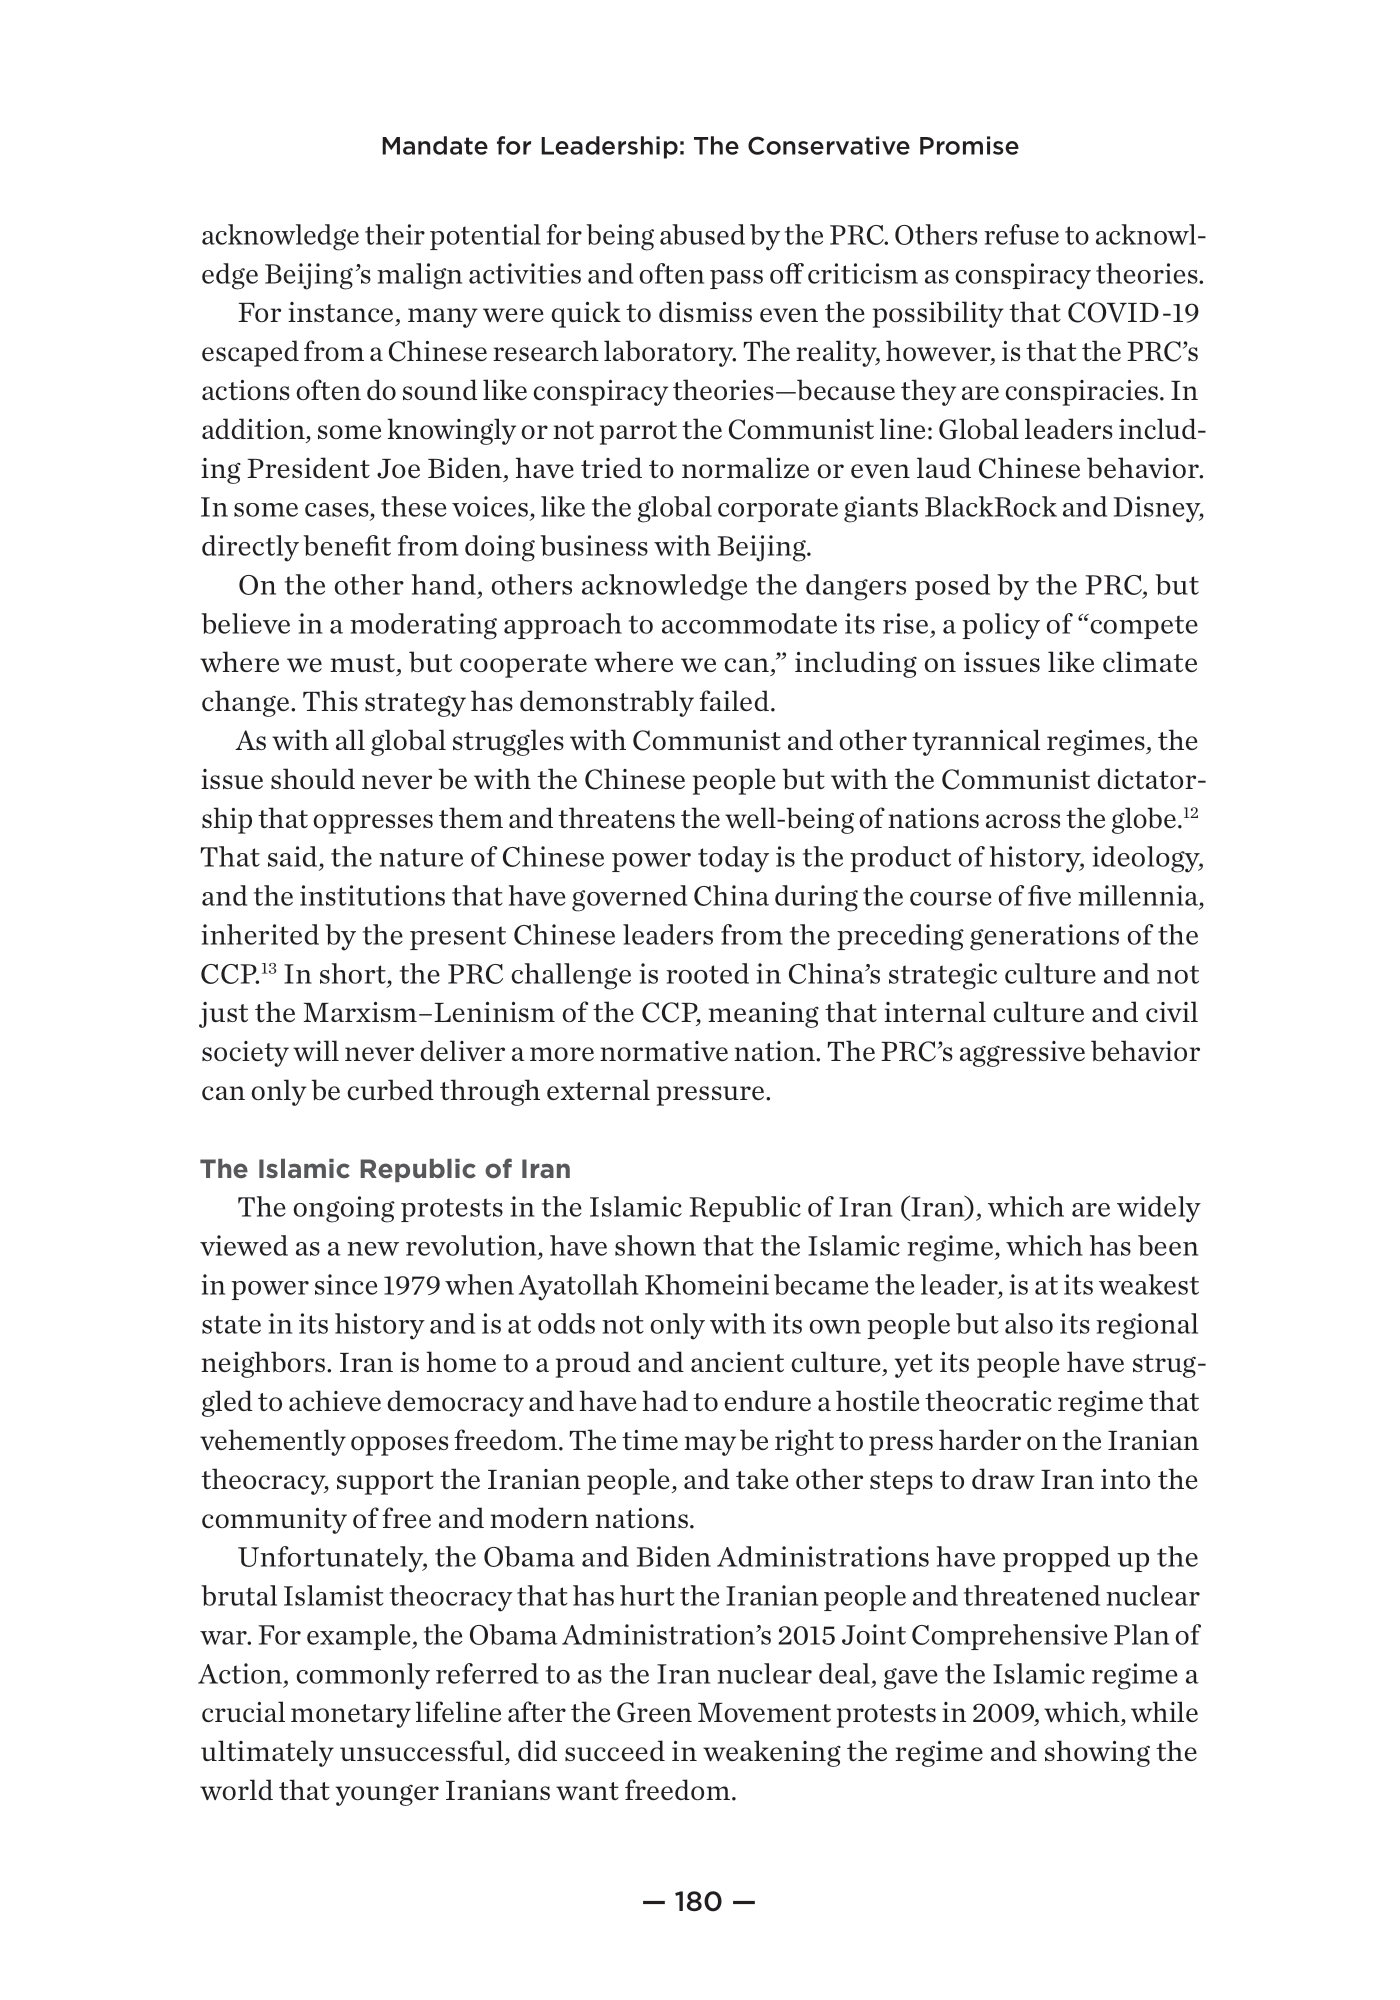 Mandate for Leadership: The Conservative Promise
acknowledge their potential for being abused by the PRC. Others refuse to acknowl-
edge Beijing’s malign activities and often pass off criticism as conspiracy theories.
For instance, many were quick to dismiss even the possibility that COVID-19
escaped from a Chinese research laboratory. The reality, however, is that the PRC’s
actions often do sound like conspiracy theories—because they are conspiracies. In
addition, some knowingly or not parrot the Communist line: Global leaders includ-
ing President Joe Biden, have tried to normalize or even laud Chinese behavior.
In some cases, these voices, like the global corporate giants BlackRock and Disney,
directly benefit from doing business with Beijing.
On the other hand, others acknowledge the dangers posed by the PRC, but
believe in a moderating approach to accommodate its rise, a policy of “compete
where we must, but cooperate where we can,” including on issues like climate
change. This strategy has demonstrably failed.
As with all global struggles with Communist and other tyrannical regimes, the
issue should never be with the Chinese people but with the Communist dictator-
ship that oppresses them and threatens the well-being of nations across the globe.¹²
That said, the nature of Chinese power today is the product of history, ideology,
and the institutions that have governed China during the course of five millennia,
inherited by the present Chinese leaders from the preceding generations of the
CCP.¹³ In short, the PRC challenge is rooted in China’s strategic culture and not
just the Marxism–Leninism of the CCP, meaning that internal culture and civil
society will never deliver a more normative nation. The PRC’s aggressive behavior
can only be curbed through external pressure.
The Islamic Republic of Iran
The ongoing protests in the Islamic Republic of Iran (Iran), which are widely
viewed as a new revolution, have shown that the Islamic regime, which has been
in power since 1979 when Ayatollah Khomeini became the leader, is at its weakest
state in its history and is at odds not only with its own people but also its regional
neighbors. Iran is home to a proud and ancient culture, yet its people have strug-
gled to achieve democracy and have had to endure a hostile theocratic regime that
vehemently opposes freedom. The time may be right to press harder on the Iranian
theocracy, support the Iranian people, and take other steps to draw Iran into the
community of free and modern nations.
Unfortunately, the Obama and Biden Administrations have propped up the
brutal Islamist theocracy that has hurt the Iranian people and threatened nuclear
war. For example, the Obama Administration’s 2015 Joint Comprehensive Plan of
Action, commonly referred to as the Iran nuclear deal, gave the Islamic regime a
crucial monetary lifeline after the Green Movement protests in 2009, which, while
ultimately unsuccessful, did succeed in weakening the regime and showing the
world that younger Iranians want freedom.
— 180 —